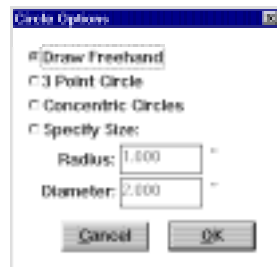 Circle Options
Draw Freehand
3 Point Circle
Concentric Circles
Specify Size:
Radius: 1.000 "
Diameter: 2.000 "
Cancel OK